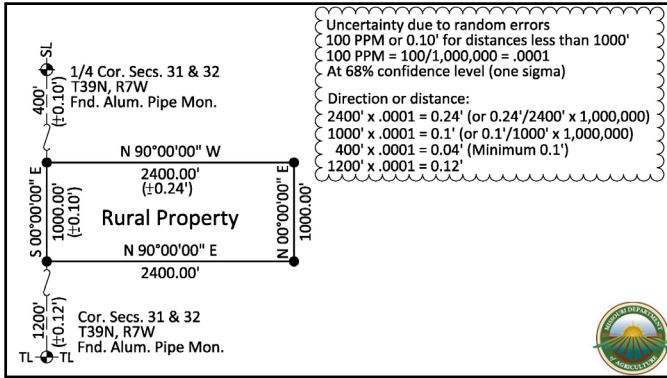 SL
1/4 Cor. Secs. 31 & 32
T39N, R7W
Fnd. Alum. Pipe Mon.
400'
(±0.10')
N 90°00'00" W
2400.00'
(±0.24')
S 00°00'00" E
1000.00'
(±0.10')
Rural Property
N 00°00'00" E
1000.00'
N 90°00'00" E
2400.00'
1200'
(±0.12')
Cor. Secs. 31 & 32
T39N, R7W
Fnd. Alum. Pipe Mon.
TL
TL
Uncertainty due to random errors
100 PPM or 0.10' for distances less than 1000'
100 PPM = 100/1,000,000 = .0001
At 68% confidence level (one sigma)
Direction or distance:
2400' x .0001 = 0.24' (or 0.24'/2400' x 1,000,000)
1000' x .0001 = 0.1' (or 0.1'/1000' x 1,000,000)
400' x .0001 = 0.04' (Minimum 0.1')
1200' x .0001 = 0.12'
MISSOURI DEPARTMENT
of AGRICULTURE